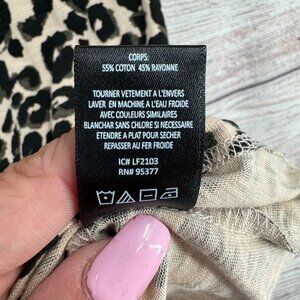 CORPS:
55% COTON 45% RAYONNE
TOURNER VETEMENT A L'ENVERS
LAVER EN MACHINE A L'EAU FROIDE
AVEC COULEURS SIMILAIRES
BLANCHAR SANS CHLORE SI NECESSAIRE
ETENDRE A PLAT POUR SECHER
REPASSER AU FER FROIDE
IC# LF2103
RN# 95377